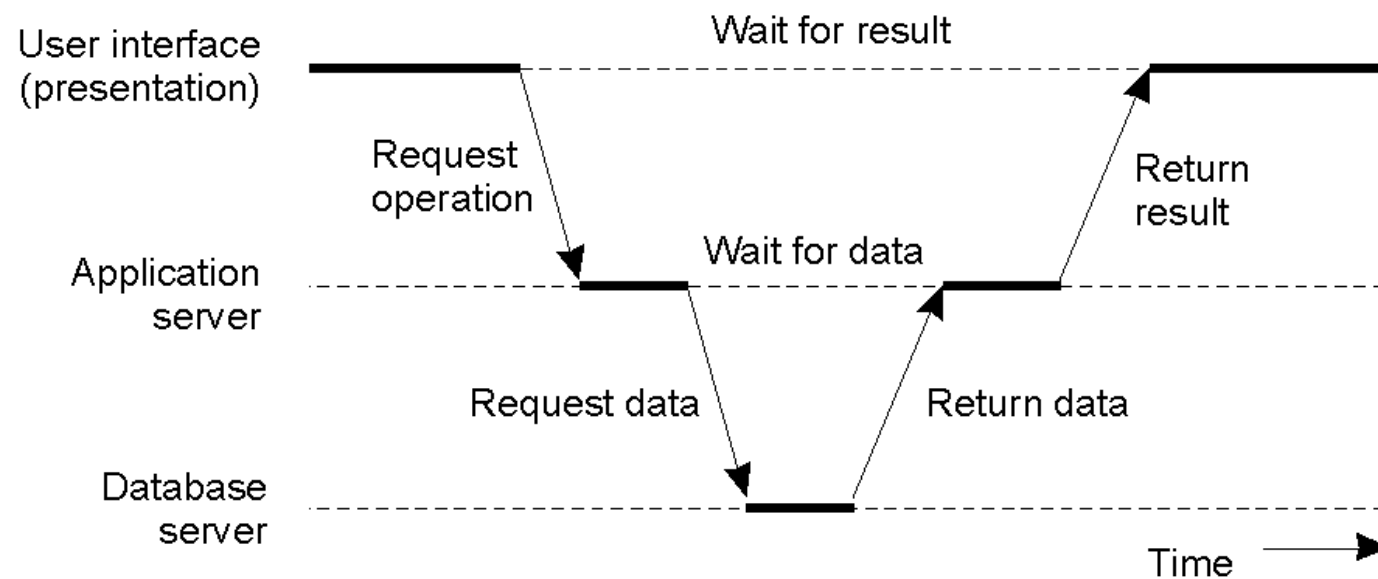 User interface
(presentation)
Wait for result
Request
operation
Return
result
Application
server
Wait for data
Request data
Return data
Database
server
Time